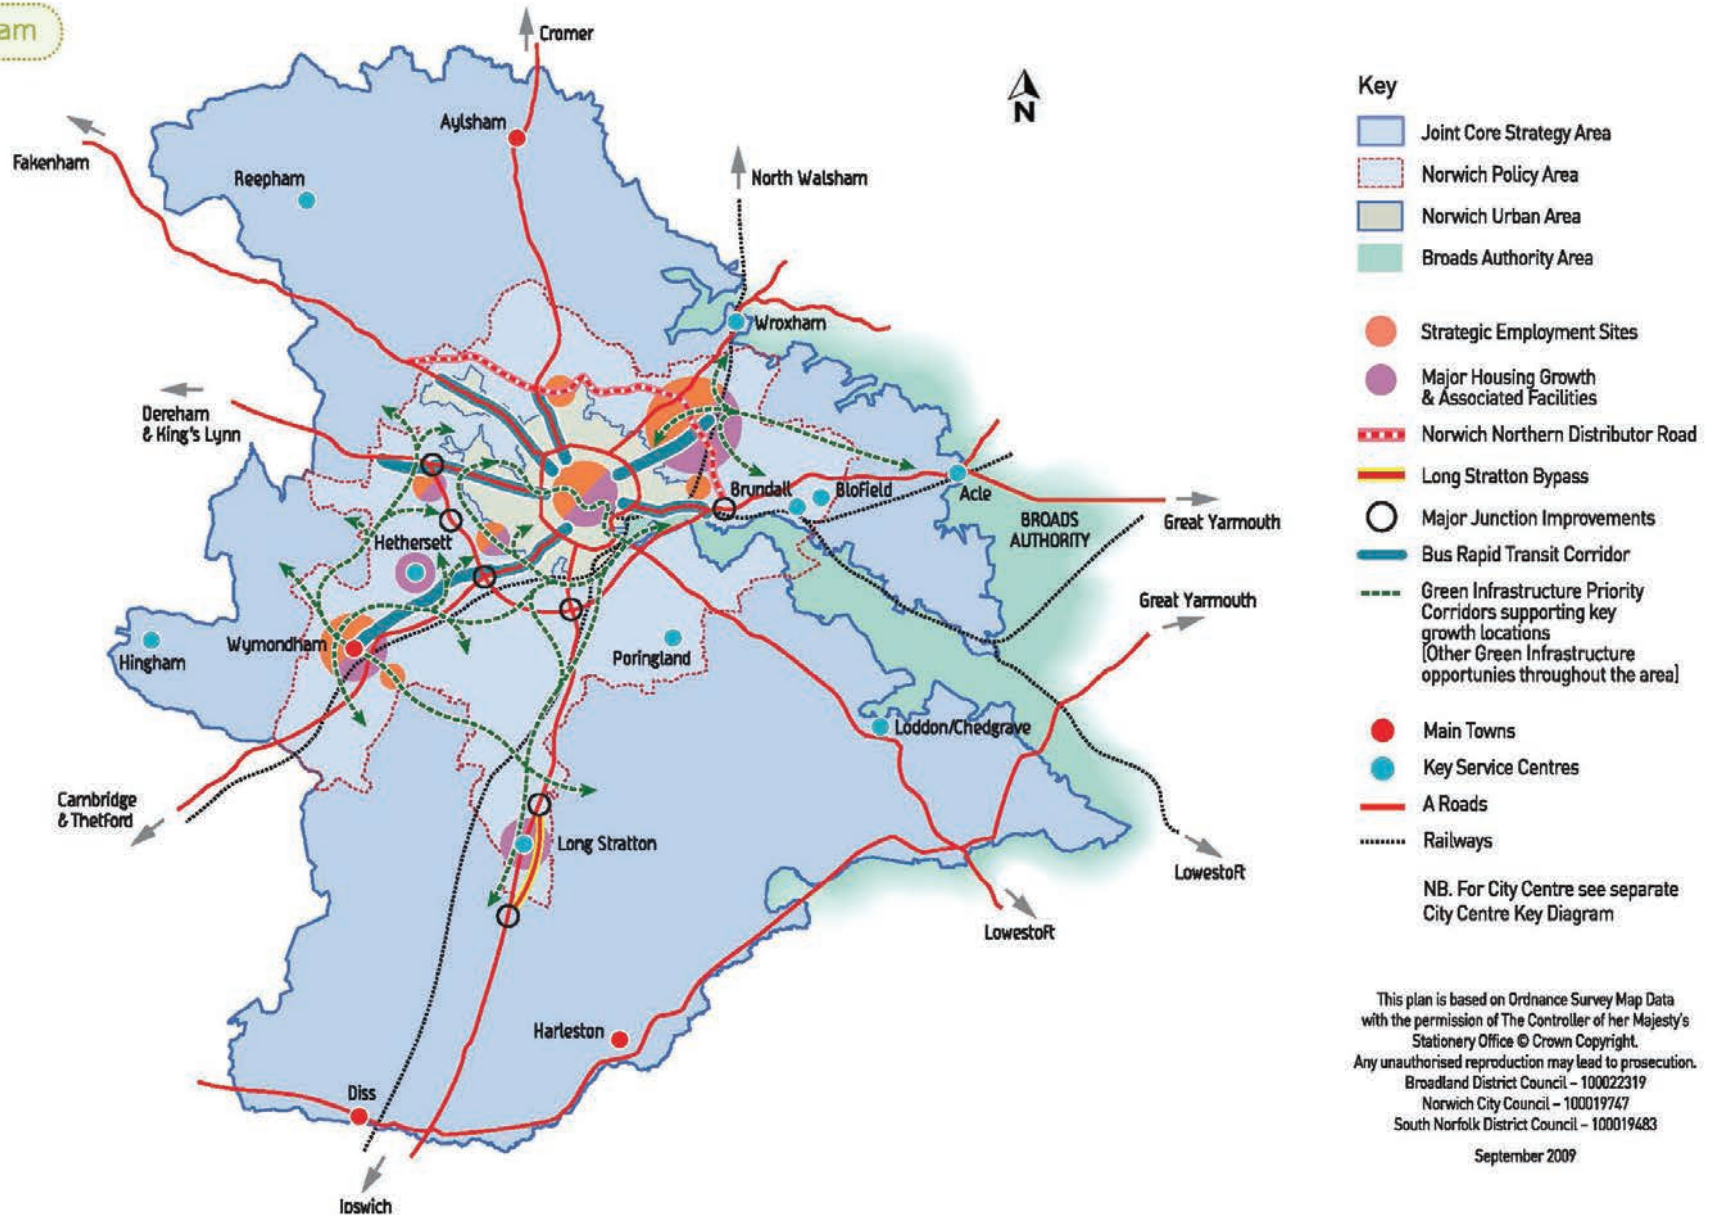 am
Cromer
Aylsham
Fakenham
Reepham
North Walsham
Wroxham
Dereham
& King's Lynn
Brundall
Blofield
Acle
Great Yarmouth
BROADS
AUTHORITY
Hethersett
Great Yarmouth
Wymondham
Hingham
Poringland
Loddon/Chedgrave
Cambridge
& Thetford
Long Stratton
Lowestoft
Lowestoft
Harleston
Diss
Ipswich
N
Key
Joint Core Strategy Area
Norwich Policy Area
Norwich Urban Area
Broads Authority Area
Strategic Employment Sites
Major Housing Growth
& Associated Facilities
Norwich Northern Distributor Road
Long Stratton Bypass
Major Junction Improvements
Bus Rapid Transit Corridor
Green Infrastructure Priority
Corridors supporting key
growth locations
[Other Green Infrastructure
opportunies throughout the area]
Main Towns
Key Service Centres
A Roads
Railways
NB. For City Centre see separate
City Centre Key Diagram
This plan is based on Ordnance Survey Map Data
with the permission of The Controller of her Majesty's
Stationery Office © Crown Copyright.
Any unauthorised reproduction may lead to prosecution.
Broadland District Council – 100022319
Norwich City Council – 100019747
South Norfolk District Council – 100019483
September 2009